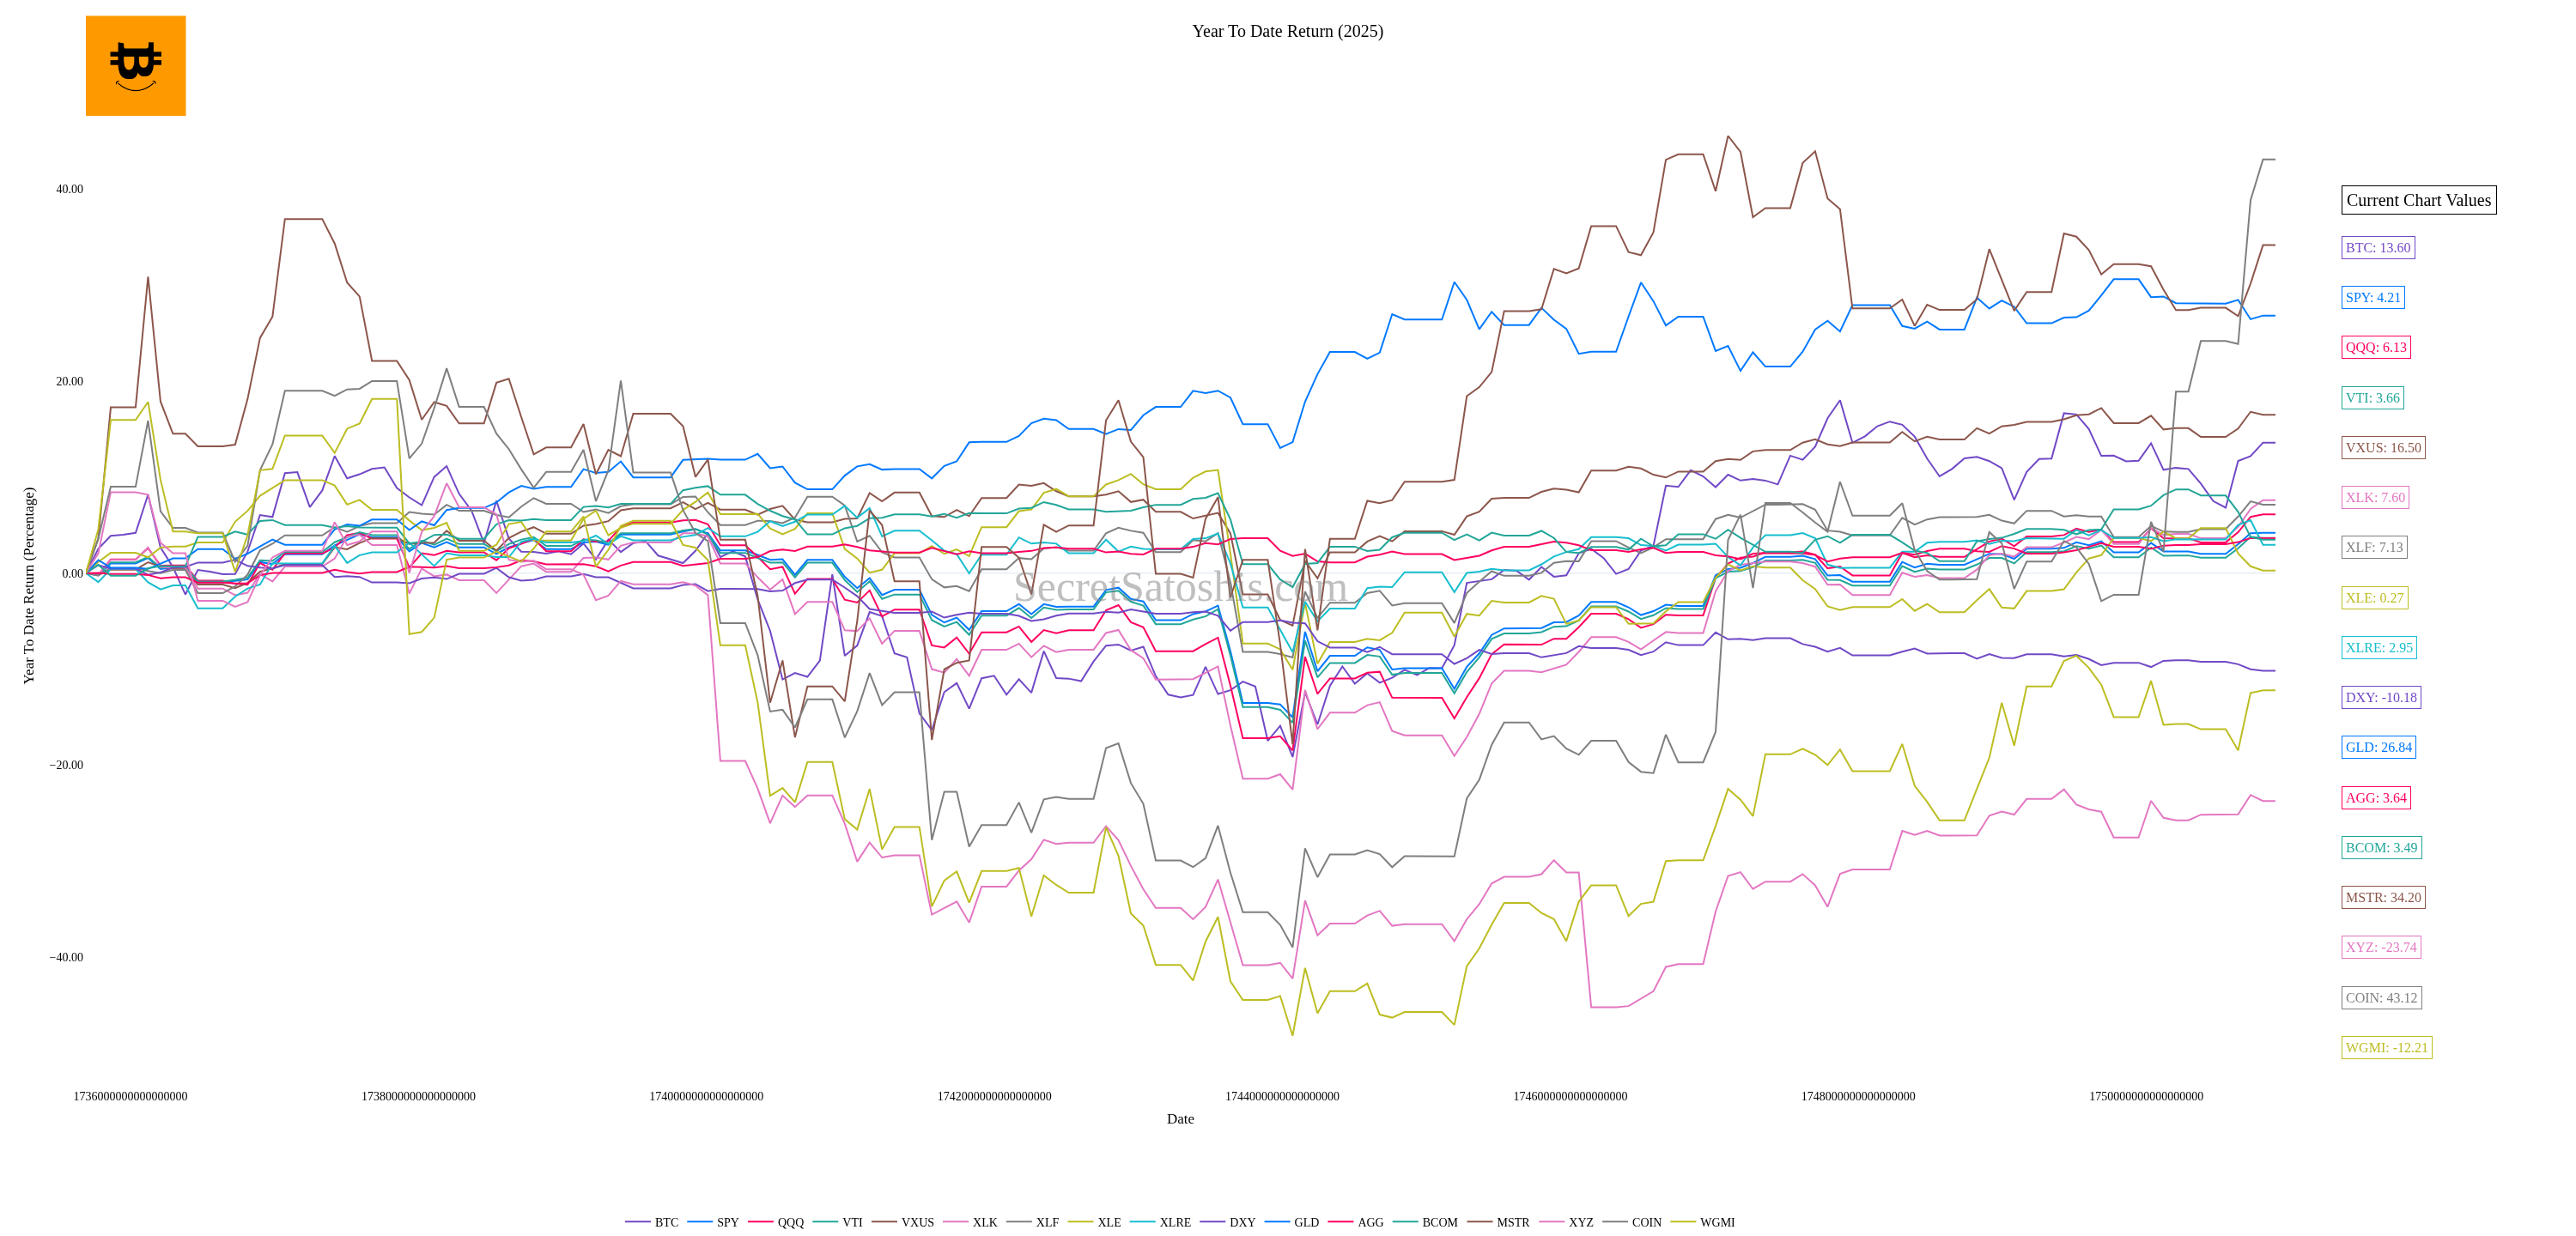 Year To Date Return (2025)
Current Chart Values
BTC: 13.60
SPY: 4.21
QQQ: 6.13
VTI: 3.66
VXUS: 16.50
XLK: 7.60
XLF: 7.13
XLE: 0.27
XLRE: 2.95
DXY: -10.18
GLD: 26.84
AGG: 3.64
BCOM: 3.49
MSTR: 34.20
XYZ: -23.74
COIN: 43.12
WGMI: -12.21
Year To Date Return (Percentage)
40.00
20.00
0.00
−20.00
−40.00
SecretSatoshis.com
1736000000000000000 1738000000000000000 1740000000000000000 1742000000000000000 1744000000000000000 1746000000000000000 1748000000000000000 1750000000000000000
Date
BTC SPY QQQ VTI VXUS XLK XLF XLE XLRE DXY GLD AGG BCOM MSTR XYZ COIN WGMI